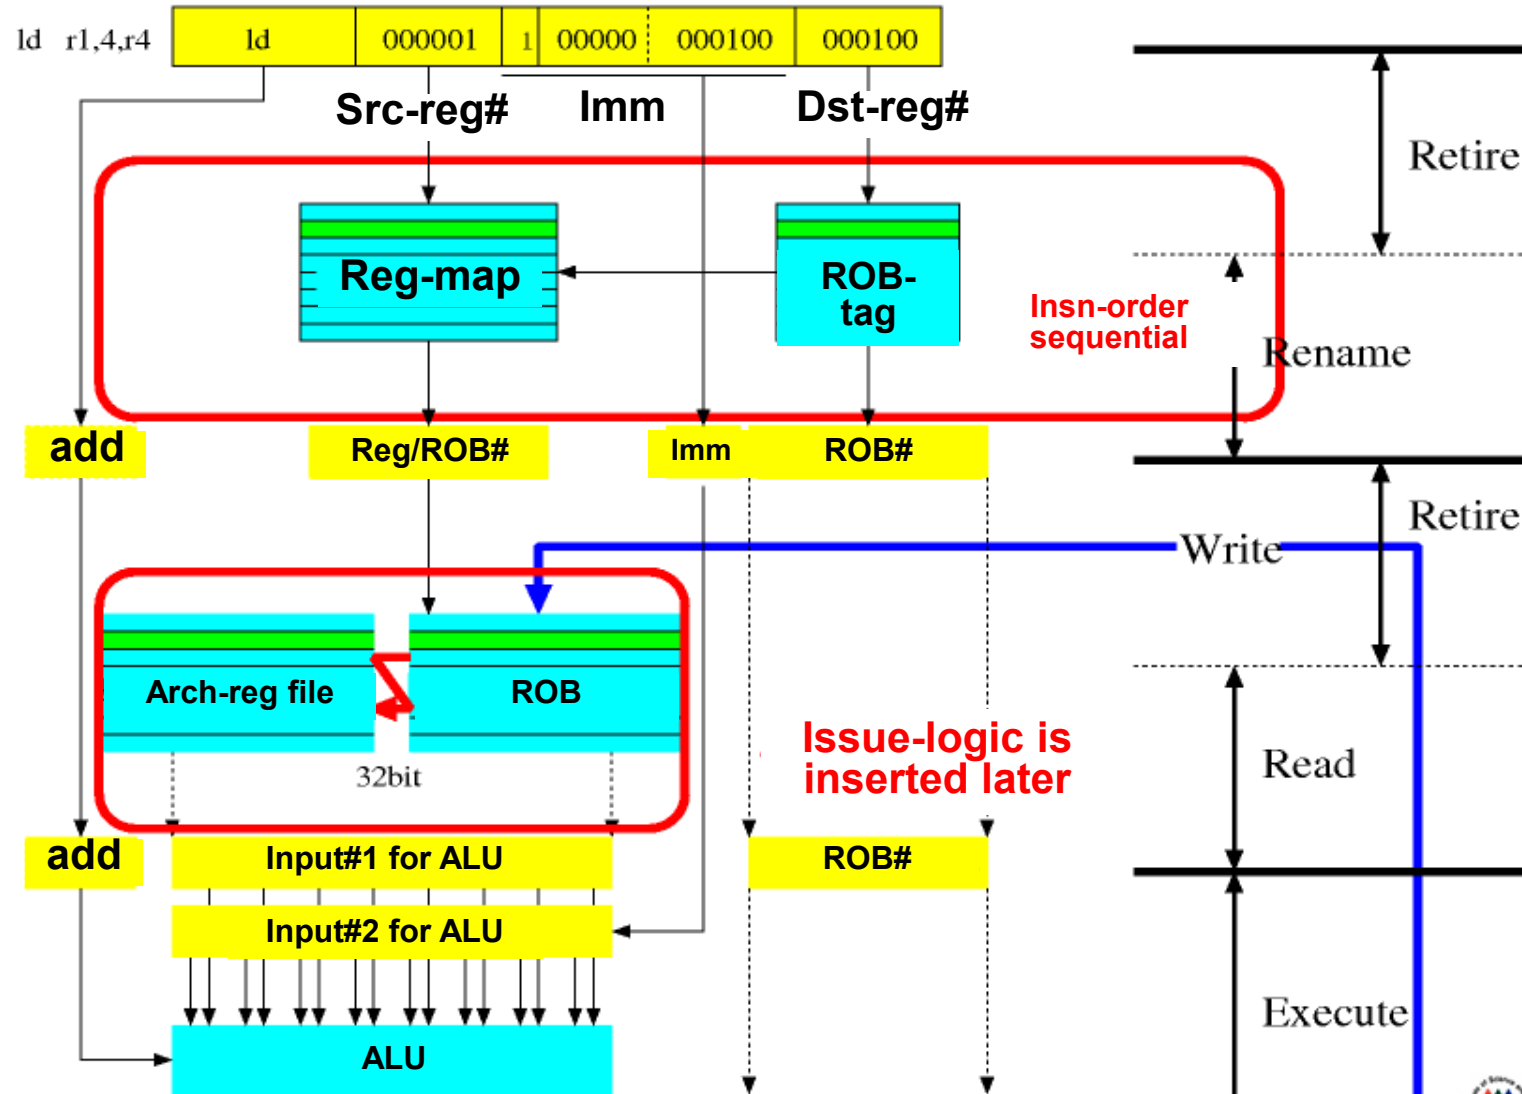 ld r1,4,r4
ld 000001 1 00000 000100 000100
Src-reg# Imm Dst-reg#
Retire
Reg-map
ROB-
tag
Insn-order
sequential
Rename
add Reg/ROB# Imm ROB#
Retire
Write
Arch-reg file ROB
32bit
Issue-logic is
inserted later
Read
add Input#1 for ALU ROB#
Input#2 for ALU
Execute
ALU